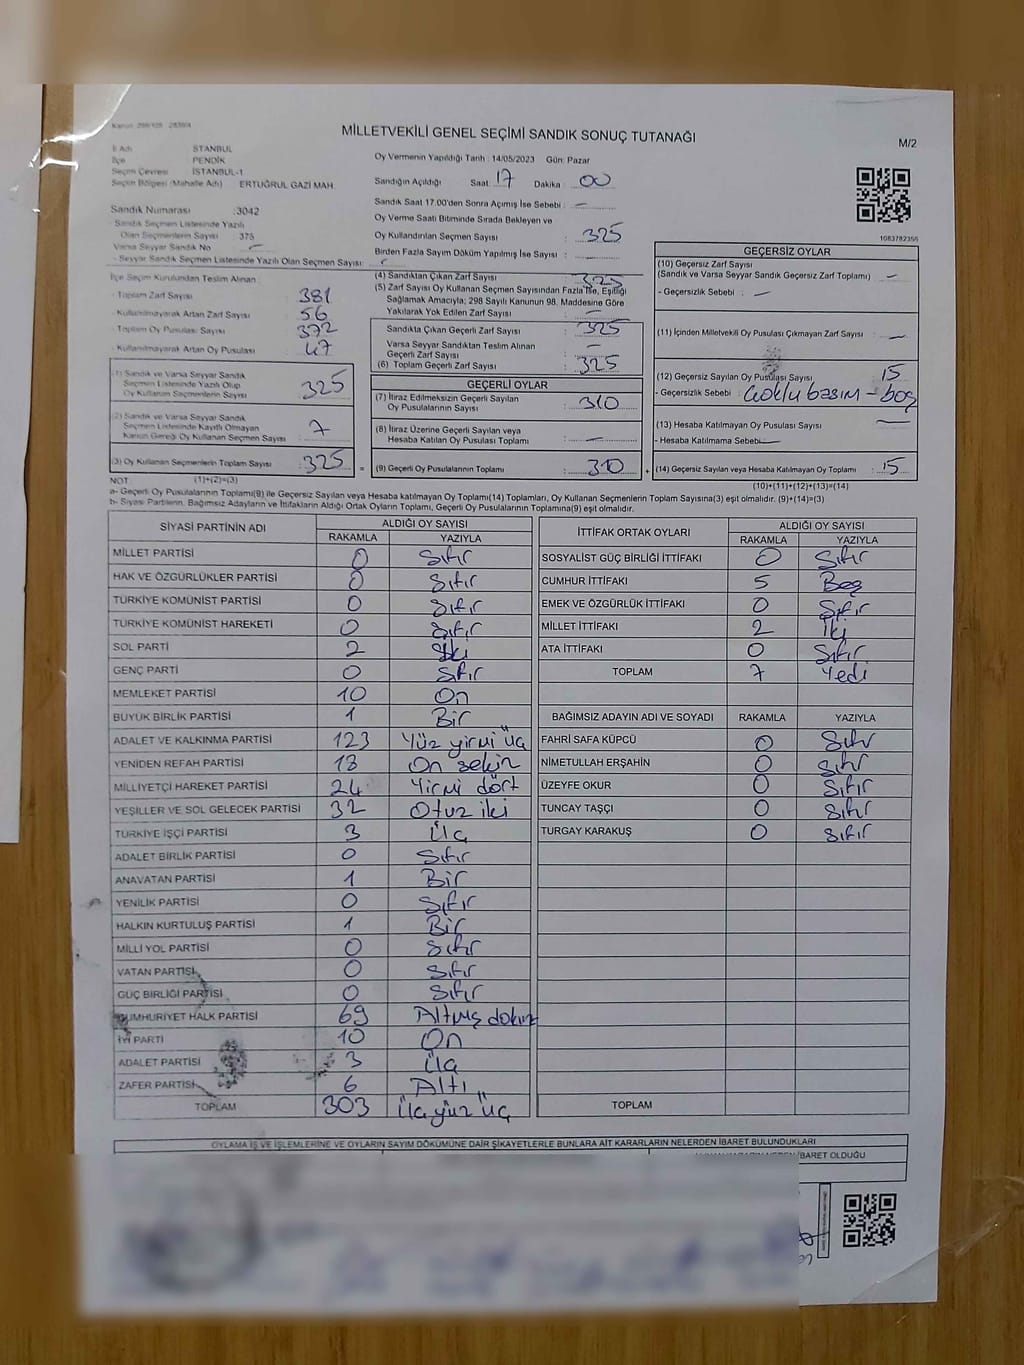 Kanun: 298/105 - 2839/4
MİLLETVEKİLİ GENEL SEÇİMİ SANDIK SONUÇ TUTANAĞI
M/2
İl Adı İSTANBUL
İlçe PENDİK
Seçim Çevresi İSTANBUL-1
Seçim Bölgesi (Mahalle Adı) ERTUĞRUL GAZİ MAH.
Oy Vermenin Yapıldığı Tarih : 14/05/2023 Gün: Pazar
Sandığın Açıldığı Saat: 17 Dakika: 00
Sandık Saat 17.00'den Sonra Açılmış İse Sebebi : -
Oy Verme Saati Bitiminde Sırada Bekleyen ve
Oy Kullandırılan Seçmen Sayısı : 325
Birden Fazla Sayım Döküm Yapılmış İse Sayısı : -
Sandık Numarası :3042
Sandık Seçmen Listesinde Yazılı
Olan Seçmenlerin Sayısı : 375
Varsa Seyyar Sandık No : -
- Seyyar Sandık Seçmen Listesinde Yazılı Olan Seçmen Sayısı: -
1083782356
İlçe Seçim Kurulundan Teslim Alınan :
- Toplam Zarf Sayısı : 381
- Kullanılmayarak Artan Zarf Sayısı : 56
- Toplam Oy Pusulası Sayısı : 372
- Kullanılmayarak Artan Oy Pusulası : 47
(1) Sandık ve Varsa Seyyar Sandık
Seçmen Listesinde Yazılı Olup
Oy Kullanan Seçmenlerin Sayısı : 325
(2) Sandık ve Varsa Seyyar Sandık
Seçmen Listesinde Kayıtlı Olmayan
Kanun Gereği Oy Kullanan Seçmen Sayısı : 7
(3) Oy Kullanan Seçmenlerin Toplam Sayısı : 325 =
(4) Sandıktan Çıkan Zarf Sayısı : 325
(5) Zarf Sayısı Oy Kullanan Seçmen Sayısından Fazla İse, Eşitliği
Sağlamak Amacıyla; 298 Sayılı Kanunun 98. Maddesine Göre
Yakılarak Yok Edilen Zarf Sayısı : -
Sandıkta Çıkan Geçerli Zarf Sayısı : 325
Varsa Seyyar Sandıktan Teslim Alınan
Geçerli Zarf Sayısı : -
(6) Toplam Geçerli Zarf Sayısı : 325
GEÇERLİ OYLAR
(7) İtiraz Edilmeksizin Geçerli Sayılan
Oy Pusulalarının Sayısı : 310
(8) İtiraz Üzerine Geçerli Sayılan veya
Hesaba Katılan Oy Pusulası Toplamı : -
(9) Geçerli Oy Pusulalarının Toplamı : 310 +
GEÇERSİZ OYLAR
(10) Geçersiz Zarf Sayısı
(Sandık ve Varsa Seyyar Sandık Geçersiz Zarf Toplamı) : -
- Geçersizlik Sebebi : -
(11) İçinden Milletvekili Oy Pusulası Çıkmayan Zarf Sayısı : -
(12) Geçersiz Sayılan Oy Pusulası Sayısı : 15
- Geçersizlik Sebebi : Çoklu basım - boş
(13) Hesaba Katılmayan Oy Pusulası Sayısı : -
- Hesaba Katılmama Sebebi: -
(14) Geçersiz Sayılan veya Hesaba Katılmayan Oy Toplamı : 15
NOT: (1)+(2)=(3)
(10)+(11)+(12)+(13)=(14)
a- Geçerli Oy Pusulalarının Toplamı(9) ile Geçersiz Sayılan veya Hesaba katılmayan Oy Toplamı(14) Toplamları, Oy Kullanan Seçmenlerin Toplam Sayısına(3) eşit olmalıdır. (9)+(14)=(3)
b- Siyasi Partilerin, Bağımsız Adayların ve İttifakların Aldığı Ortak Oyların Toplamı, Geçerli Oy Pusulalarının Toplamına(9) eşit olmalıdır.
SİYASİ PARTİNİN ADI ALDIĞI OY SAYISI
RAKAMLA YAZIYLA
MİLLET PARTİSİ 0 Sıfır
HAK VE ÖZGÜRLÜKLER PARTİSİ 0 Sıfır
TÜRKİYE KOMÜNİST PARTİSİ 0 Sıfır
TÜRKİYE KOMÜNİST HAREKETİ 0 Sıfır
SOL PARTİ 2 İki
GENÇ PARTİ 0 Sıfır
MEMLEKET PARTİSİ 10 On
BÜYÜK BİRLİK PARTİSİ 1 Bir
ADALET VE KALKINMA PARTİSİ 123 Yüz yirmi üç
YENİDEN REFAH PARTİSİ 18 On sekiz
MİLLİYETÇİ HAREKET PARTİSİ 24 Yirmi dört
YEŞİLLER VE SOL GELECEK PARTİSİ 32 Otuz iki
TÜRKİYE İŞÇİ PARTİSİ 3 Üç
ADALET BİRLİK PARTİSİ 0 Sıfır
ANAVATAN PARTİSİ 1 Bir
YENİLİK PARTİSİ 0 Sıfır
HALKIN KURTULUŞ PARTİSİ 1 Bir
MİLLİ YOL PARTİSİ 0 Sıfır
VATAN PARTİSİ 0 Sıfır
GÜÇ BİRLİĞİ PARTİSİ 0 Sıfır
CUMHURİYET HALK PARTİSİ 69 Altmış dokuz
İYİ PARTİ 10 On
ADALET PARTİSİ 3 Üç
ZAFER PARTİSİ 6 Altı
TOPLAM 303 Üç yüz üç
İTTİFAK ORTAK OYLARI ALDIĞI OY SAYISI
RAKAMLA YAZIYLA
SOSYALİST GÜÇ BİRLİĞİ İTTİFAKI 0 Sıfır
CUMHUR İTTİFAKI 5 Beş
EMEK VE ÖZGÜRLÜK İTTİFAKI 0 Sıfır
MİLLET İTTİFAKI 2 İki
ATA İTTİFAKI 0 Sıfır
TOPLAM 7 Yedi
BAĞIMSIZ ADAYIN ADI VE SOYADI RAKAMLA YAZIYLA
FAHRİ SAFA KÜPCÜ 0 Sıfır
NİMETULLAH ERŞAHİN 0 Sıfır
ÜZEYFE OKUR 0 Sıfır
TUNCAY TAŞÇI 0 Sıfır
TURGAY KARAKUŞ 0 Sıfır
TOPLAM
OYLAMA İŞ VE İŞLEMLERİNE VE OYLARIN SAYIM DÖKÜMÜNE DAİR ŞİKAYETLERLE BUNLARA AİT KARARLARIN NELERDEN İBARET BULUNDUKLARI
İBARET OLDUĞU